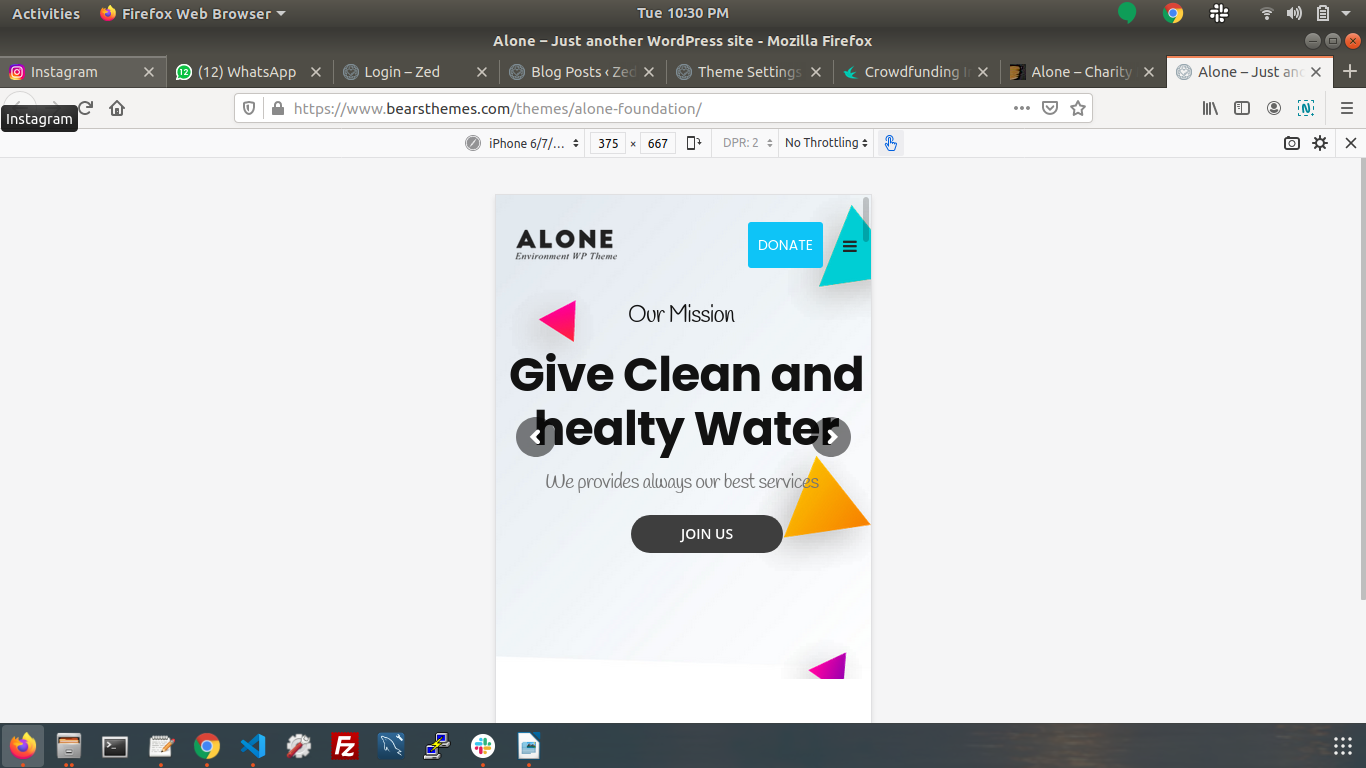 Activities
Firefox Web Browser
Tue 10:30 PM
Alone – Just another WordPress site - Mozilla Firefox
Instagram
12
(12) WhatsApp
Login – Zed
Blog Posts ‹ Zed
Theme Settings
Crowdfunding
Alone – Charity
Alone – Just
https://www.bearsthemes.com/themes/alone-foundation/
N
Instagram
iPhone 6/7/...
375 × 667
DPR: 2
No Throttling
ALONE
Environment WP Theme
DONATE
Our Mission
Give Clean and
healty Water
We provides always our best services
JOIN US